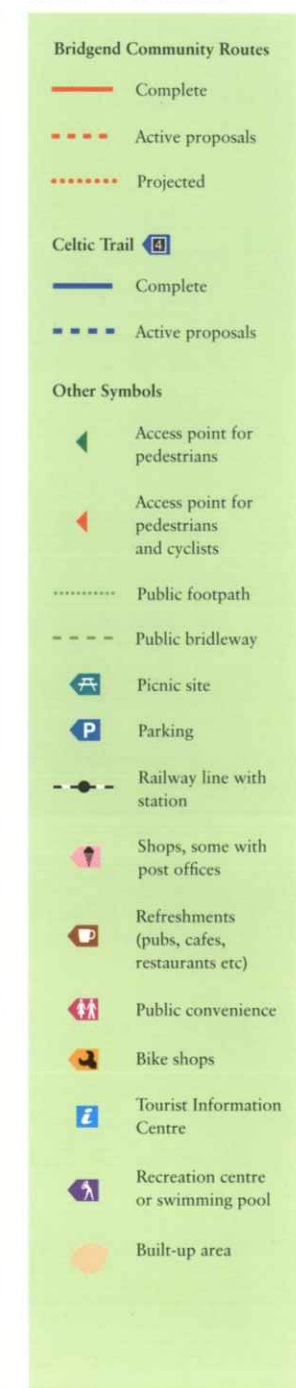 Bridgend Community Routes
Complete
Active proposals
Projected
Celtic Trail 4
Complete
Active proposals
Other Symbols
Access point for
pedestrians
Access point for
pedestrians
and cyclists
Public footpath
Public bridleway
Picnic site
P Parking
Railway line with
station
Shops, some with
post offices
Refreshments
(pubs, cafes,
restaurants etc)
Public convenience
Bike shops
i Tourist Information
Centre
Recreation centre
or swimming pool
Built-up area